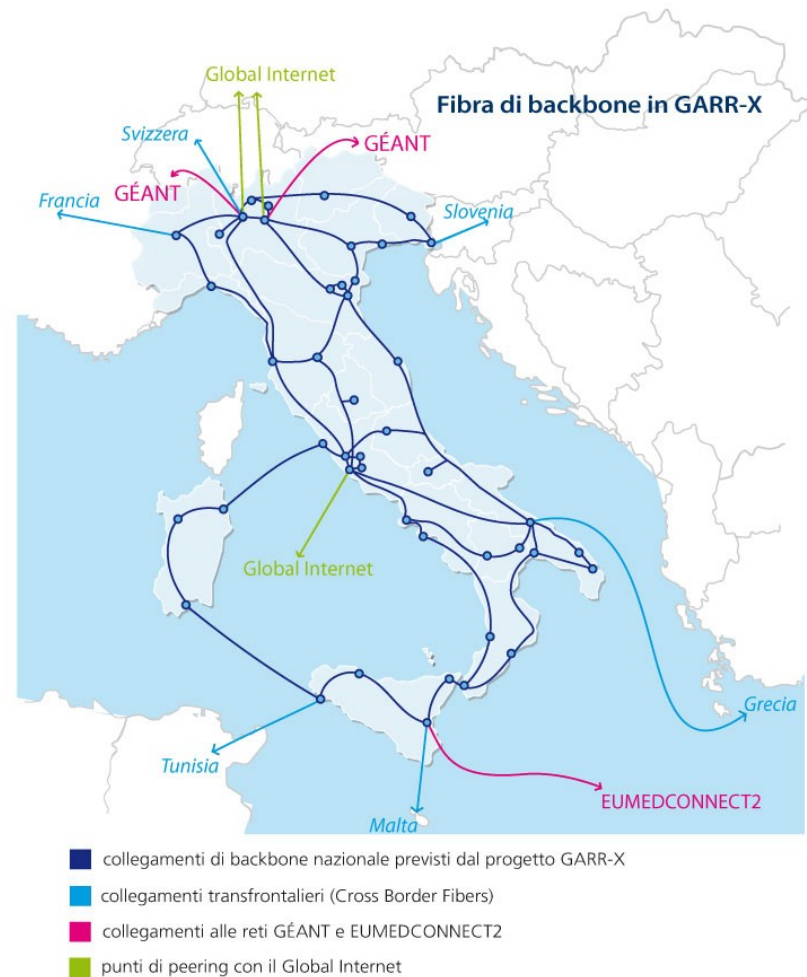 Global Internet
Fibra di backbone in GARR-X
Svizzera
GÉANT
GÉANT
Francia
Slovenia
Global Internet
Grecia
Tunisia
EUMEDCONNECT2
Malta
collegamenti di backbone nazionale previsti dal progetto GARR-X
collegamenti transfrontalieri (Cross Border Fibers)
collegamenti alle reti GÉANT e EUMEDCONNECT2
punti di peering con il Global Internet